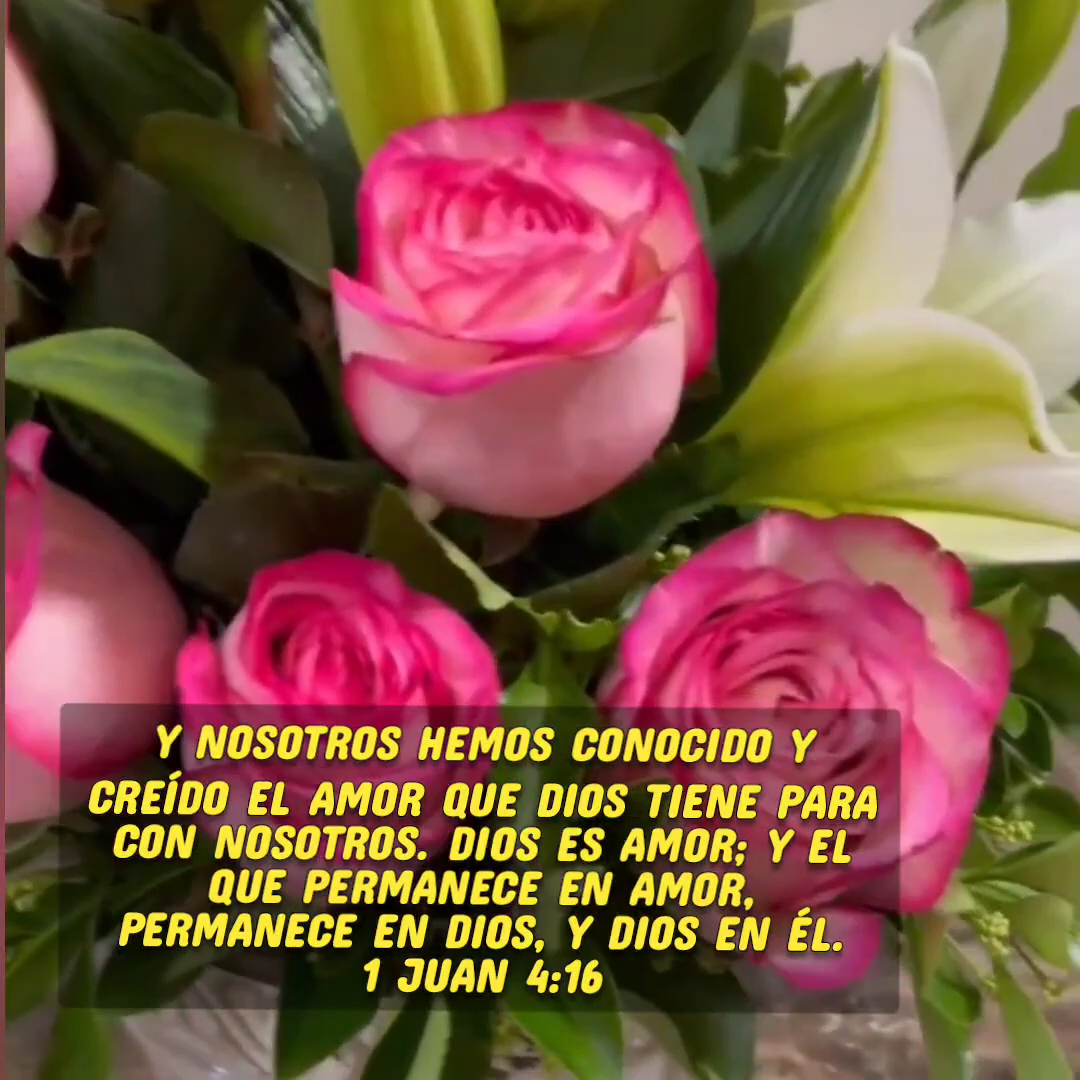 Y NOSOTROS HEMOS CONOCIDO Y
CREÍDO EL AMOR QUE DIOS TIENE PARA
CON NOSOTROS. DIOS ES AMOR; Y EL
QUE PERMANECE EN AMOR,
PERMANECE EN DIOS, Y DIOS EN ÉL.
1 JUAN 4:16